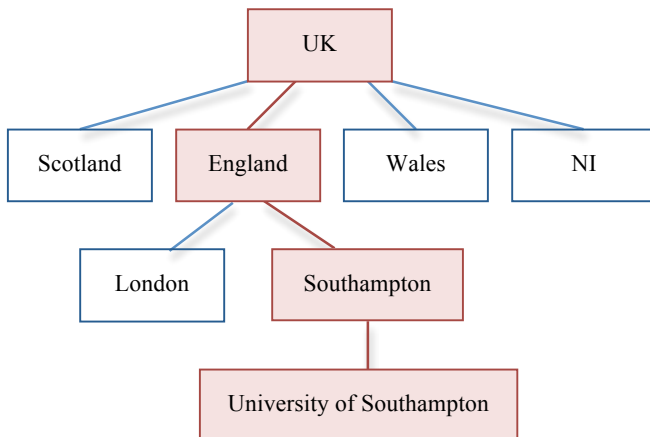 UK
Scotland
England
Wales
NI
London
Southampton
University of Southampton